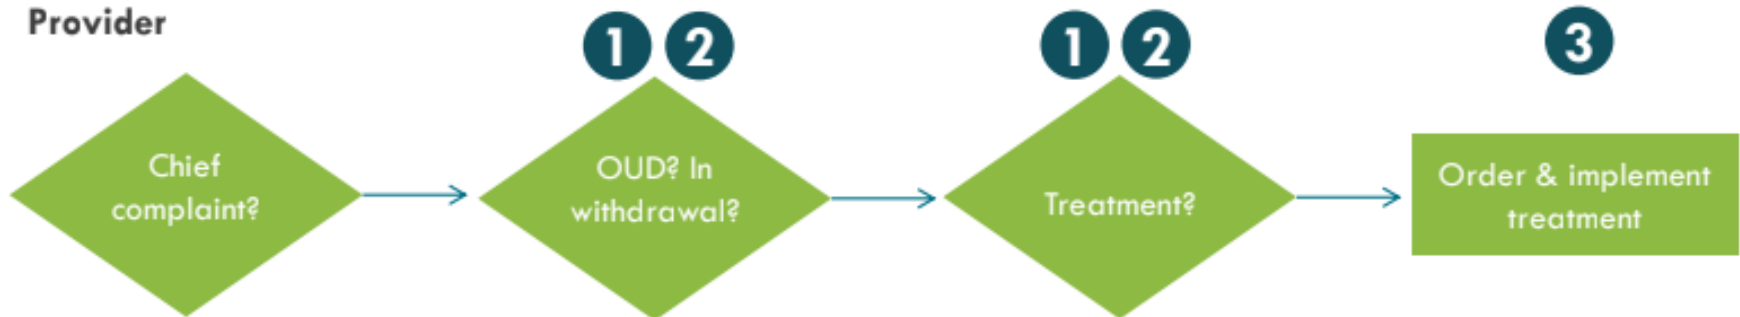 Provider
1 2
1 2
3
Chief
complaint?
OUD? In
withdrawal?
Treatment?
Order & implement
treatment